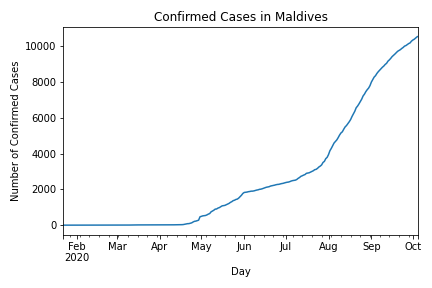 Confirmed Cases in Maldives
Number of Confirmed Cases
10000
8000
6000
4000
2000
0
Feb Mar Apr May Jun Jul Aug Sep Oct
2020
Day